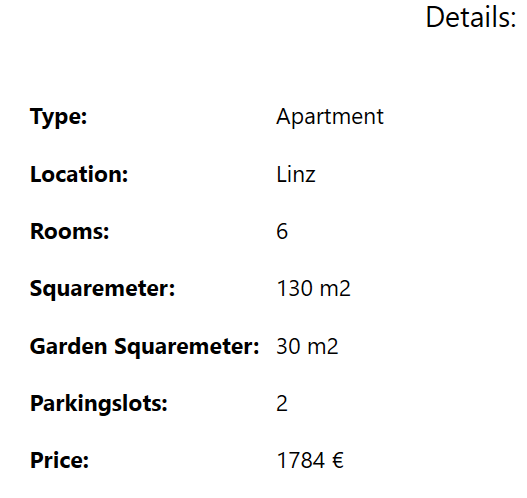 Details:
Type: Apartment
Location: Linz
Rooms: 6
Squaremeter: 130 m2
Garden Squaremeter: 30 m2
Parkingslots: 2
Price: 1784 €